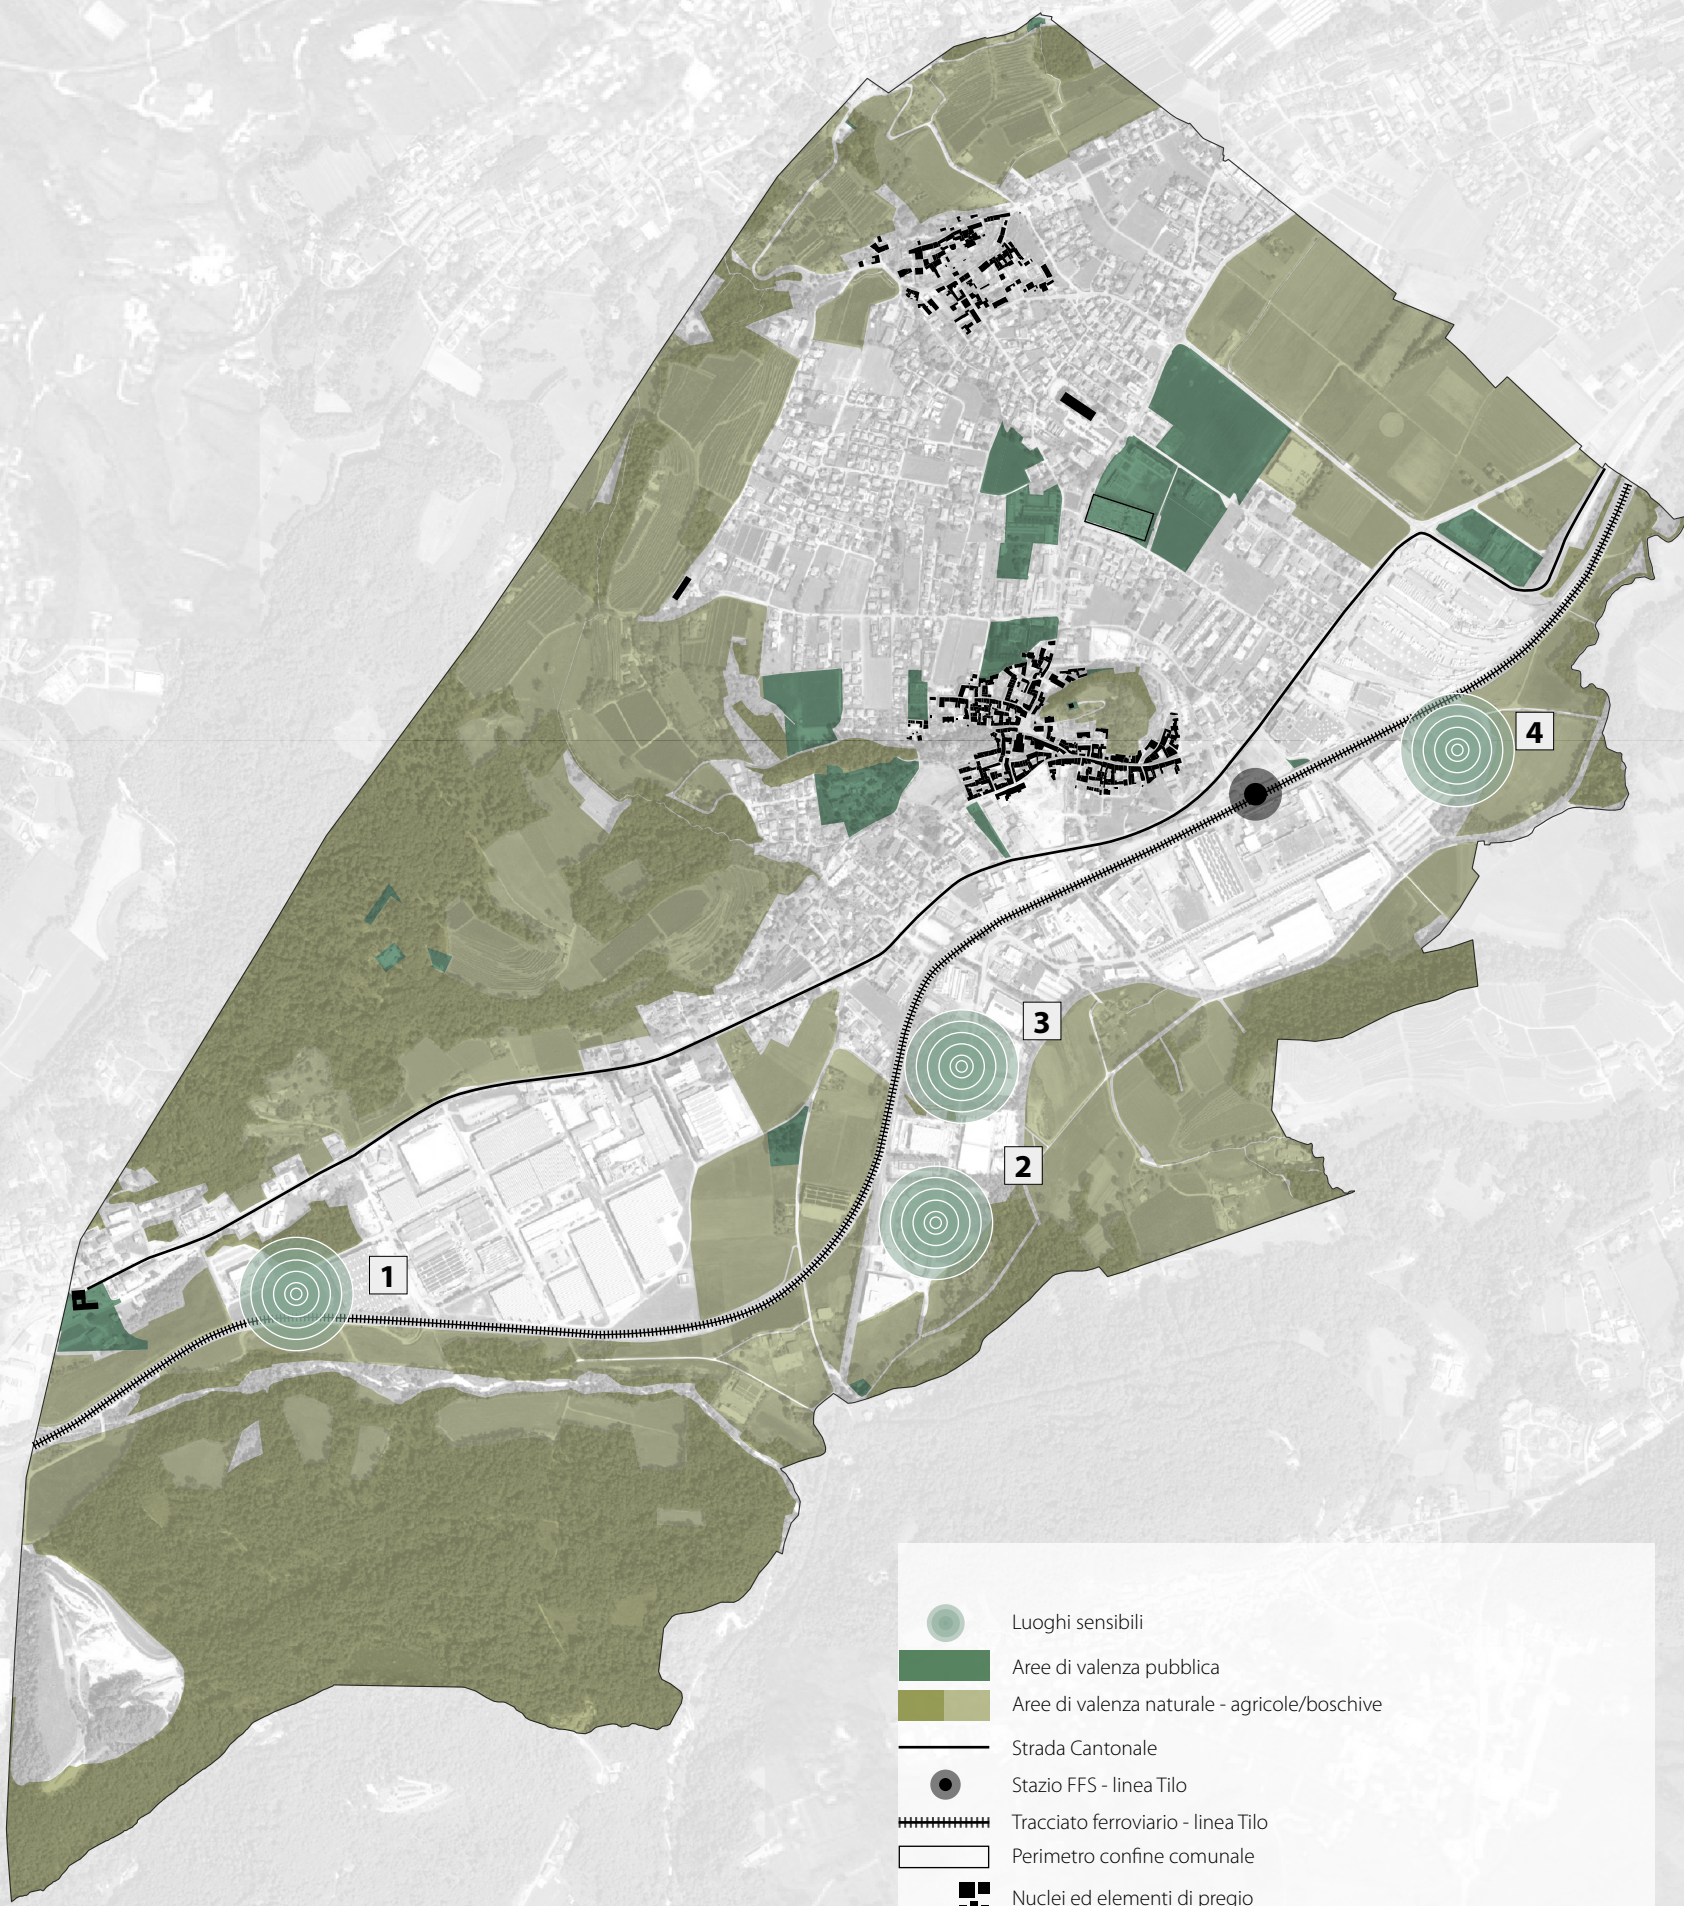 4
3
2
1
Luoghi sensibili
Aree di valenza pubblica
Aree di valenza naturale - agricole/boschive
Strada Cantonale
Stazio FFS - linea Tilo
Tracciato ferroviario - linea Tilo
Perimetro confine comunale
Nuclei ed elementi di pregio